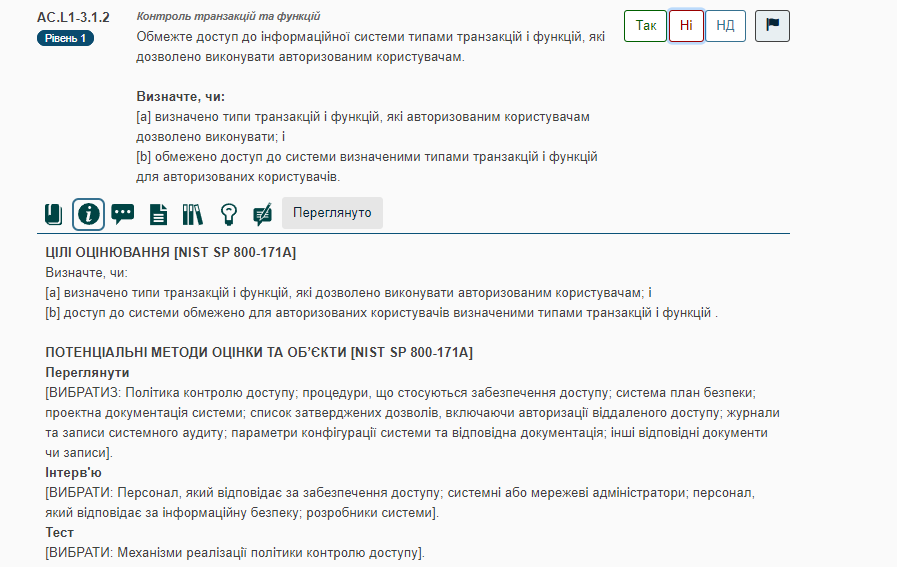 AC.L1-3.1.2
Рівень 1
Контроль транзакцій та функцій
Обмежте доступ до інформаційної системи типами транзакцій і функцій, які
дозволено виконувати авторизованим користувачам.
Так
Ні
НД
Визначте, чи:
[a] визначено типи транзакцій і функцій, які авторизованим користувачам
дозволено виконувати; і
[b] обмежено доступ до системи визначеними типами транзакцій і функцій
для авторизованих користувачів.
Переглянуто
ЦІЛІ ОЦІНЮВАННЯ [NIST SP 800-171A]
Визначте, чи:
[a] визначено типи транзакцій і функцій, які дозволено виконувати авторизованим користувачам; і
[b] доступ до системи обмежено для авторизованих користувачів визначеними типами транзакцій і функцій .
ПОТЕНЦІАЛЬНІ МЕТОДИ ОЦІНКИ ТА ОБ’ЄКТИ [NIST SP 800-171A]
Переглянути
[ВИБРАТИЗ: Політика контролю доступу; процедури, що стосуються забезпечення доступу; система план безпеки;
проектна документація системи; список затверджених дозволів, включаючи авторизації віддаленого доступу; журнали
та записи системного аудиту; параметри конфігурації системи та відповідна документація; інші відповідні документи
чи записи].
Інтерв'ю
[ВИБРАТИ: Персонал, який відповідає за забезпечення доступу; системні або мережеві адміністратори; персонал,
який відповідає за інформаційну безпеку; розробники системи].
Тест
[ВИБРАТИ: Механізми реалізації політики контролю доступу].